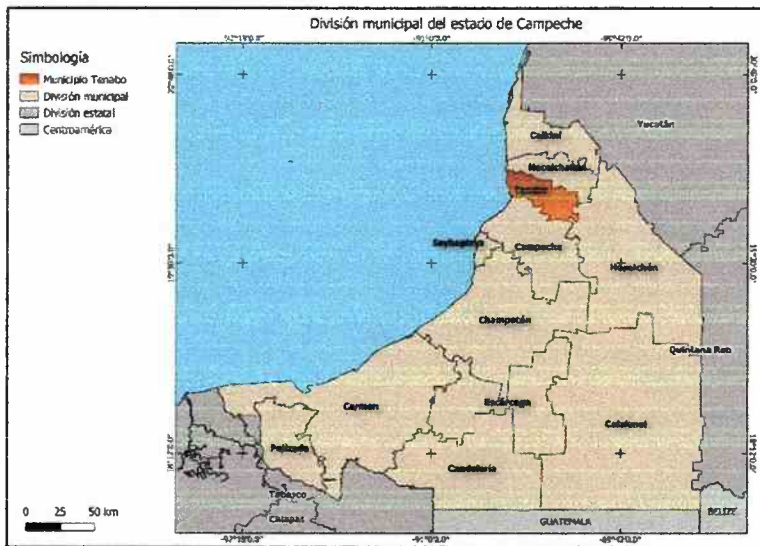 División municipal del estado de Campeche
Simbología
Municipio Tenabo
División municipal
División estatal
Centroamérica
Yucatán
Calkiní
Hecelchakán
Tenabo
Seybaplaya
Campeche
Hopelchén
Champotón
Quintana Roo
Carmen
Escárcega
Calakmul
Palizada
Candelaria
Tabasco
Chiapas
GUATEMALA
BELIZE
0 25 50 km